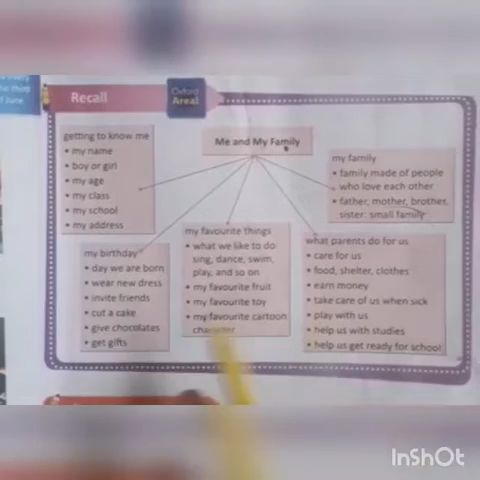 Recall
Oxford
Areal
Me and My Family
getting to know me
• my name
• boy or girl
• my age
• my class
• my school
• my address
my family
• family made of people
who love each other
• father, mother, brother,
sister: small family
my birthday
• day we are born
• wear new dress
• invite friends
• cut a cake
• give chocolates
• get gifts
my favourite things
• what we like to do
sing, dance, swim,
play, and so on
• my favourite fruit
• my favourite toy
• my favourite cartoon
character
what parents do for us
• care for us
• food, shelter, clothes
• earn money
• take care of us when sick
• play with us
• help us with studies
• help us get ready for school
InShOt